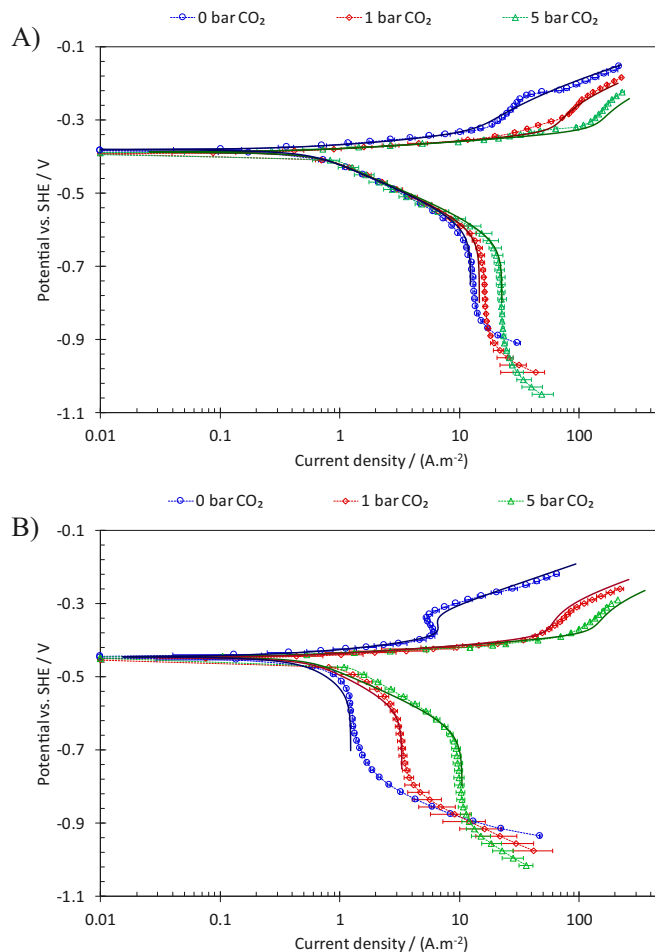 A)
0 bar CO₂ 1 bar CO₂ 5 bar CO₂
-0.1
-0.3
-0.5
-0.7
-0.9
-1.1
Potential vs. SHE / V
0.01 0.1 1 10 100
Current density / (A.m⁻²)
B)
0 bar CO₂ 1 bar CO₂ 5 bar CO₂
-0.1
-0.3
-0.5
-0.7
-0.9
-1.1
Potential vs. SHE / V
0.01 0.1 1 10 100
Current density / (A.m⁻²)